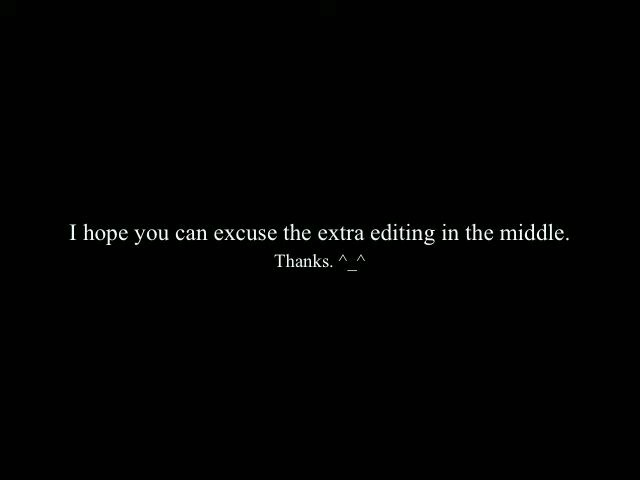 I hope you can excuse the extra editing in the middle.
Thanks. ^_^